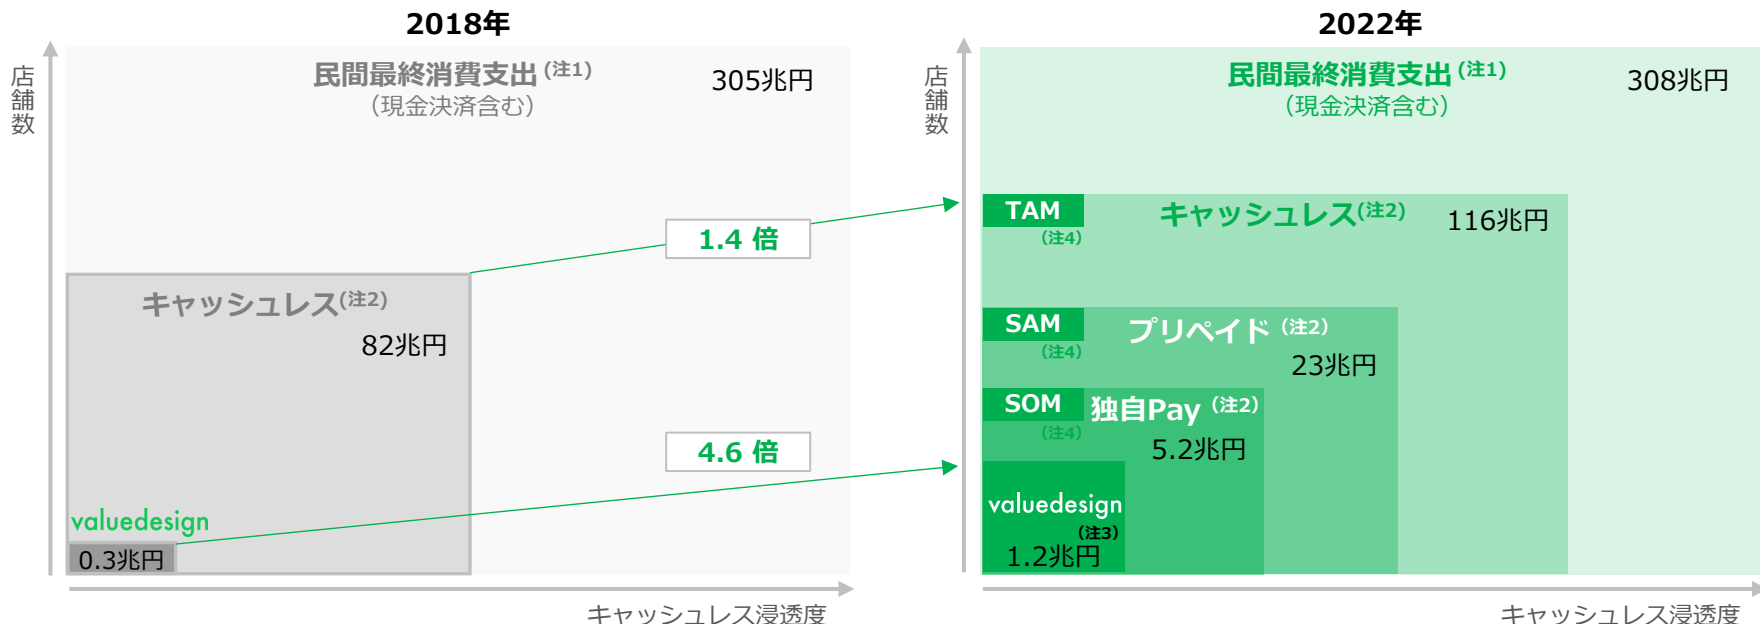 2018年
店舗数
民間最終消費支出 (注1)
(現金決済含む)
305兆円
キャッシュレス(注2)
82兆円
valuedesign
0.3兆円
キャッシュレス浸透度
1.4 倍
4.6 倍
2022年
店舗数
民間最終消費支出 (注1)
(現金決済含む)
308兆円
TAM
(注4)
キャッシュレス(注2)
116兆円
SAM
(注4)
プリペイド (注2)
23兆円
SOM
(注4)
独自Pay (注2)
5.2兆円
valuedesign
(注3)
1.2兆円
キャッシュレス浸透度